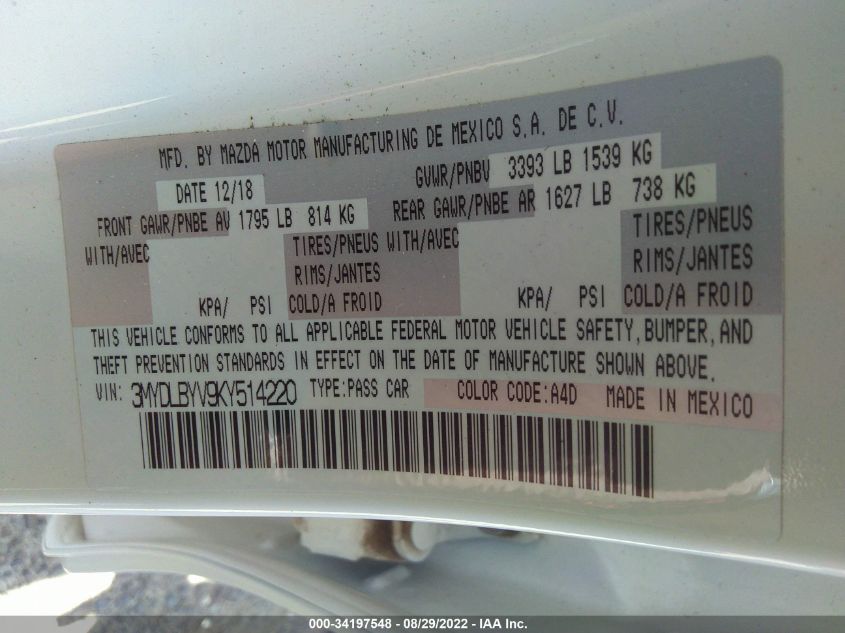 MFD. BY MAZDA MOTOR MANUFACTURING DE MEXICO S.A. DE C.V.
DATE 12/18 GVWR/PNBV 3393 LB 1539 KG
FRONT GAWR/PNBE AV 1795 LB 814 KG REAR GAWR/PNBE AR 1627 LB 738 KG
WITH/AVEC TIRES/PNEUS WITH/AVEC TIRES/PNEUS
RIMS/JANTES RIMS/JANTES
KPA/ PSI COLD/A FROID KPA/ PSI COLD/A FROID
THIS VEHICLE CONFORMS TO ALL APPLICABLE FEDERAL MOTOR VEHICLE SAFETY, BUMPER, AND
THEFT PREVENTION STANDARDS IN EFFECT ON THE DATE OF MANUFACTURE SHOWN ABOVE.
VIN: 3MYDLBYV9KY514220 TYPE:PASS CAR COLOR CODE:A4D MADE IN MEXICO
000-34197548 - 08/29/2022 - IAA Inc.